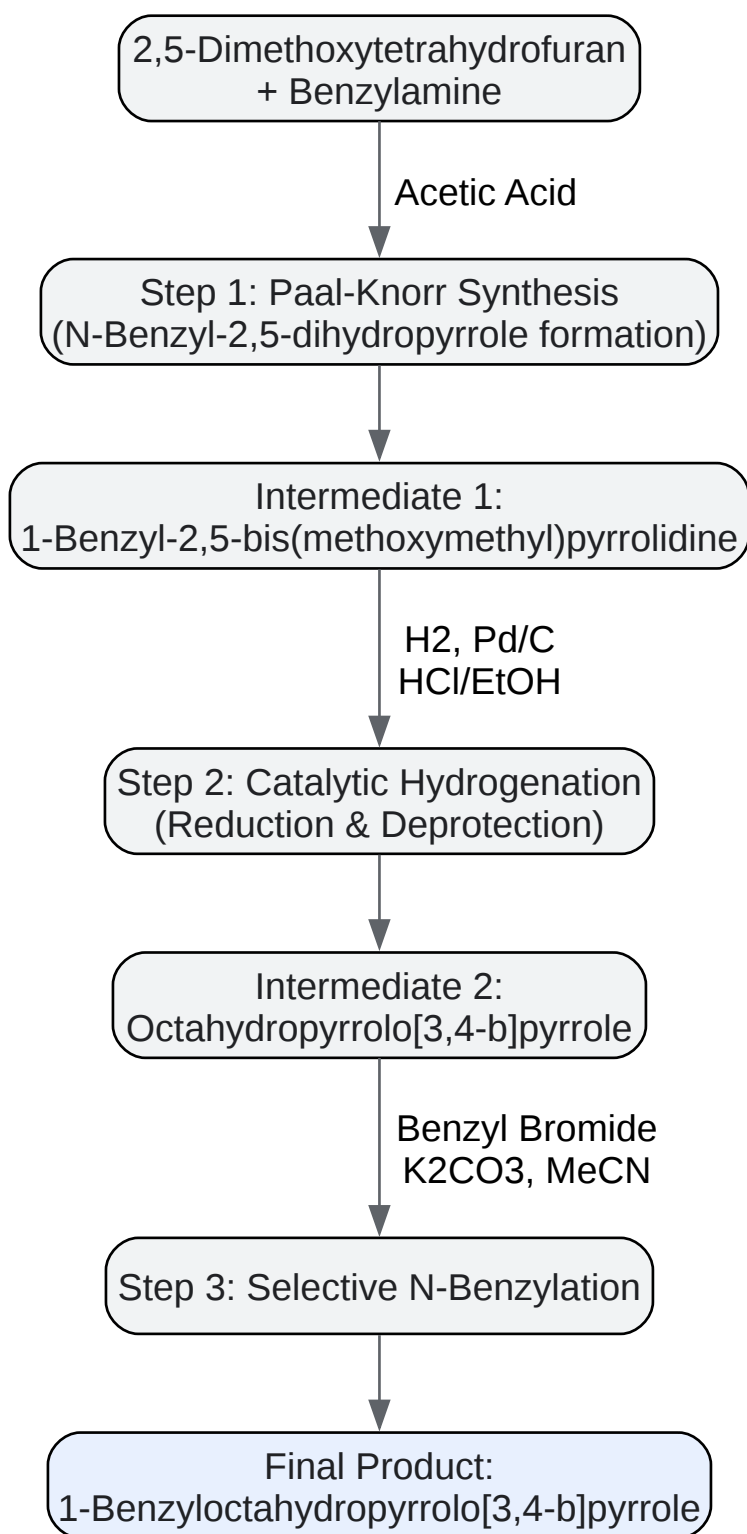 2,5-Dimethoxytetrahydrofuran
+ Benzylamine
Acetic Acid
Step 1: Paal-Knorr Synthesis
(N-Benzyl-2,5-dihydropyrrole formation)
Intermediate 1:
1-Benzyl-2,5-bis(methoxymethyl)pyrrolidine
H2, Pd/C
HCl/EtOH
Step 2: Catalytic Hydrogenation
(Reduction & Deprotection)
Intermediate 2:
Octahydropyrrolo[3,4-b]pyrrole
Benzyl Bromide
K2CO3, MeCN
Step 3: Selective N-Benzylation
Final Product:
1-Benzyloctahydropyrrolo[3,4-b]pyrrole